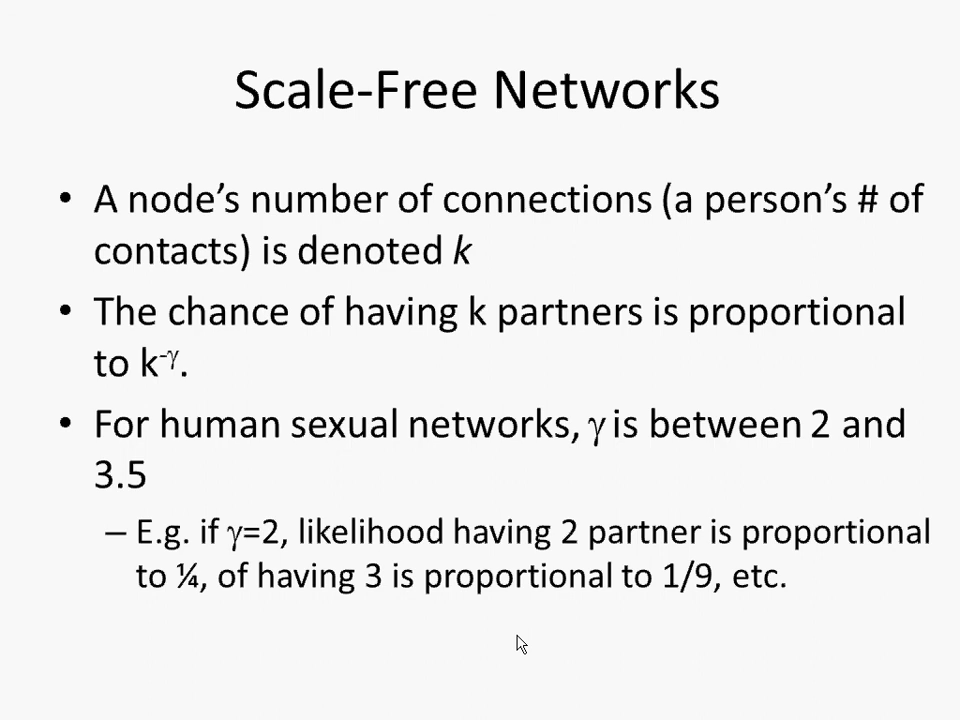 Scale-Free Networks
• A node’s number of connections (a person’s # of
contacts) is denoted k
• The chance of having k partners is proportional
to k⁻ᵞ.
• For human sexual networks, γ is between 2 and
3.5
– E.g. if γ=2, likelihood having 2 partner is proportional
to ¼, of having 3 is proportional to 1/9, etc.